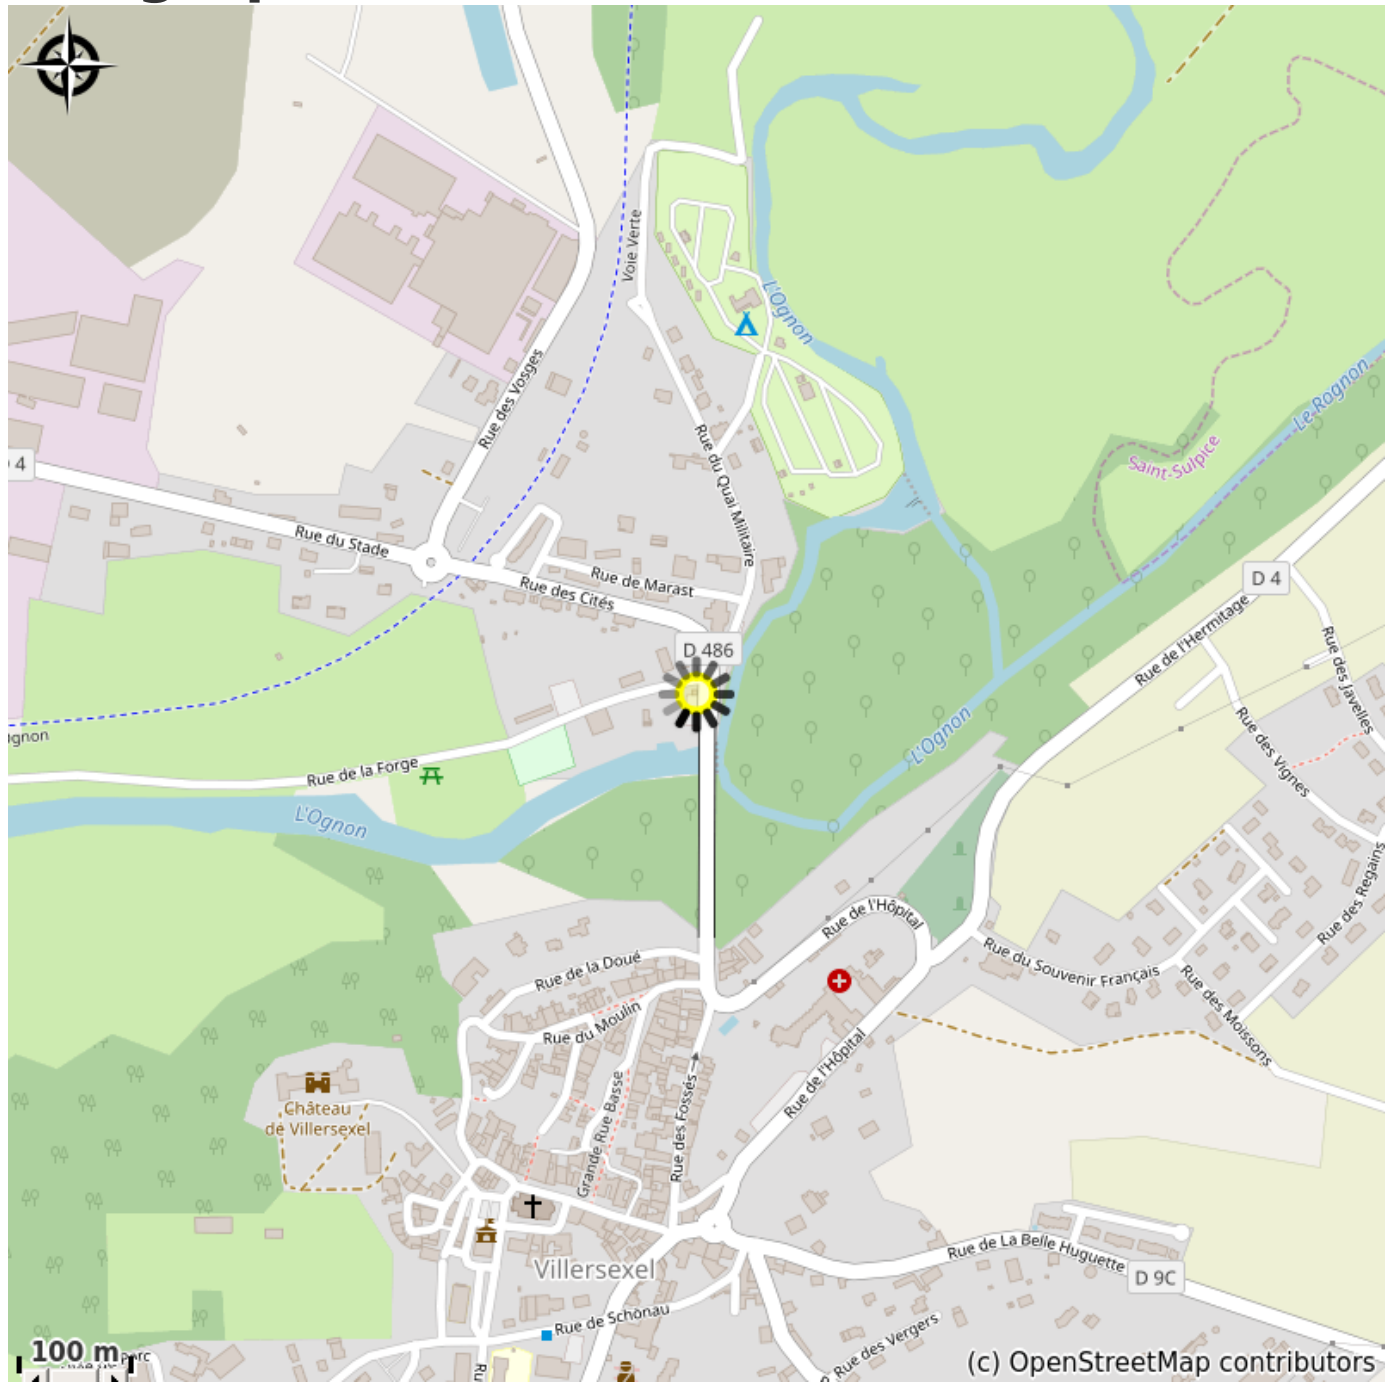 Voie Verte
L'Ognon
Rue des Vosges
Le Rognon
4
Rue du Quai Militaire
Saint-Sulpice
Rue du Stade
Rue de Marast
Rue des Cités
D 4
Rue de l'Hermitage
D 486
Rue des Javelles
Rue des Vignes
L'Ognon
gnon
Rue de la Forge
L'Ognon
Rue des Regains
Rue de l'Hôpital
Rue du Souvenir Français
Rue de la Doué
Rue des Moissons
Rue du Moulin
Rue de l'Hôpital
Château
de Villersexel
Grande Rue Basse
Rue des Fossés
Rue de La Belle Huguette
Villersexel
D 9C
Rue de Schönau
Rue des Vergers
100 m
(c) OpenStreetMap contributors